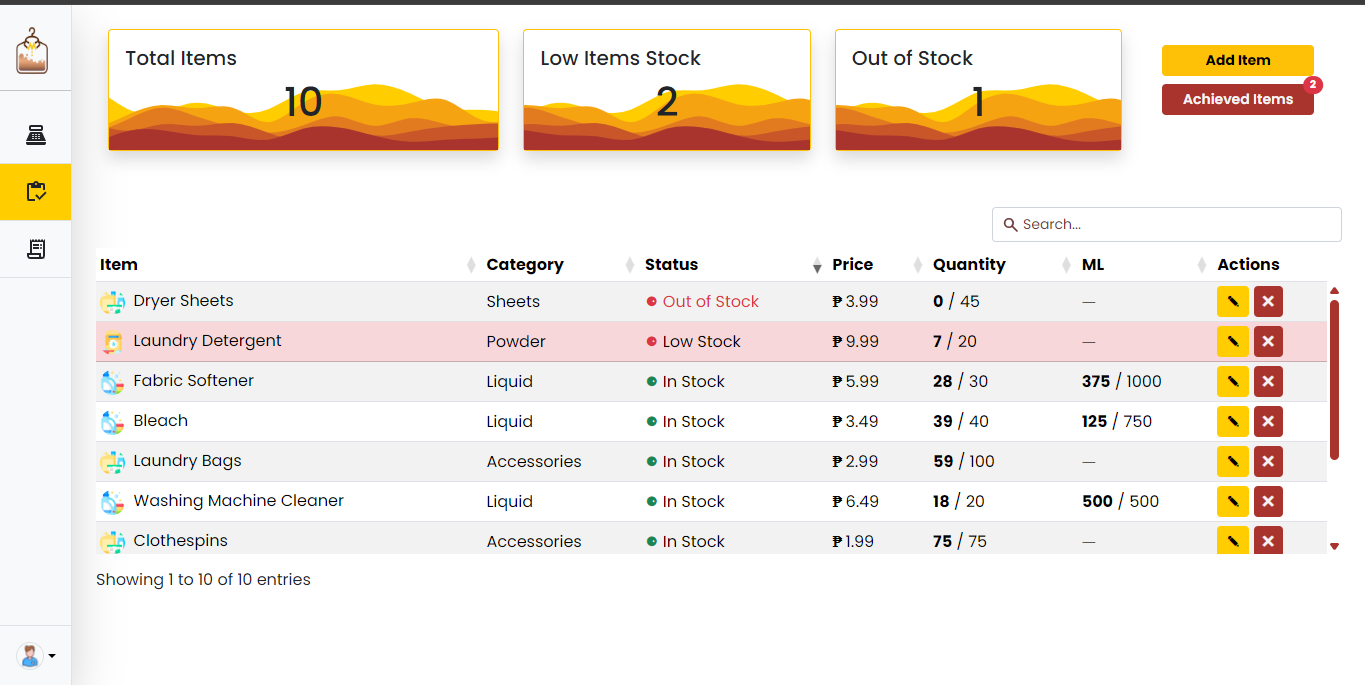 Total Items
10
Low Items Stock
2
Out of Stock
1
Add Item
Achieved Items
2
Search...
Item Category Status Price Quantity ML Actions
Dryer Sheets Sheets Out of Stock ₱ 3.99 0 / 45 —
Laundry Detergent Powder Low Stock ₱ 9.99 7 / 20 —
Fabric Softener Liquid In Stock ₱ 5.99 28 / 30 375 / 1000
Bleach Liquid In Stock ₱ 3.49 39 / 40 125 / 750
Laundry Bags Accessories In Stock ₱ 2.99 59 / 100 —
Washing Machine Cleaner Liquid In Stock ₱ 6.49 18 / 20 500 / 500
Clothespins Accessories In Stock ₱ 1.99 75 / 75 —
Showing 1 to 10 of 10 entries